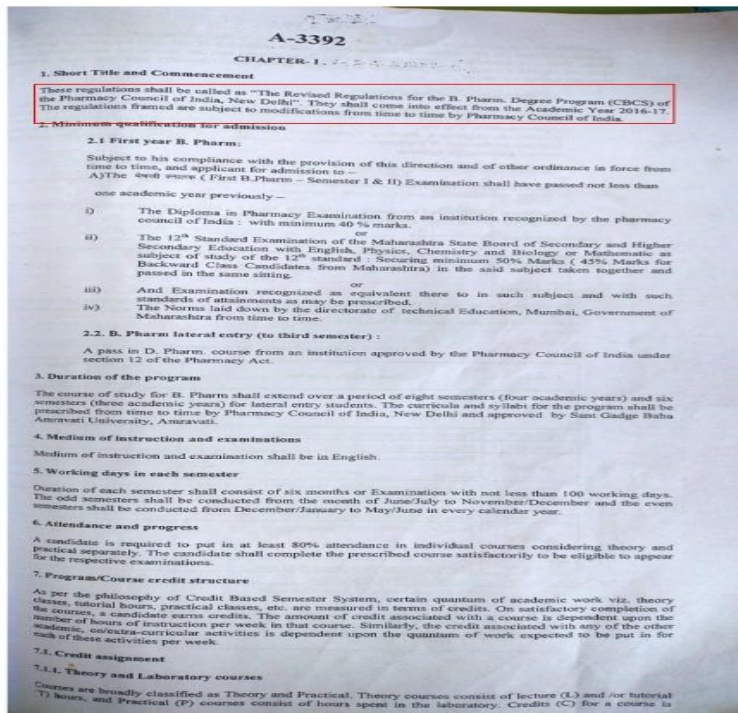 A-3392
CHAPTER- I.
1. Short Title and Commencement
These regulations shall be called as "The Revised Regulations for the B. Pharm. Degree Program (CBCS) of
the Pharmacy Council of India, New Delhi". They shall come into effect from the Academic Year 2016-17.
The regulations framed are subject to modifications from time to time by Pharmacy Council of India.
2. Minimum qualification for admission
2.1 First year B. Pharm:
Subject to his compliance with the provision of this direction and of other ordinance in force from
time to time, and applicant for admission to –
A)The ( First B.Pharm – Semester I & II) Examination shall have passed not less than
one academic year previously –
i) The Diploma in Pharmacy Examination from an institution recognized by the pharmacy
council of India : with minimum 40 % marks.
or
ii) The 12th Standard Examination of the Maharashtra State Board of Secondary and Higher
Secondary Education with English, Physics, Chemistry and Biology or Mathematic as
subject of study of the 12th standard : Securing minimum 50% Marks ( 45% Marks for
Backward Class Candidates from Maharashtra) in the said subject taken together and
passed in the same sitting.
or
iii) And Examination recognized as equivalent there to in such subject and with such
standards of attainments as may be prescribed.
iv) The Norms laid down by the directorate of technical Education, Mumbai, Government of
Maharashtra from time to time.
2.2. B. Pharm lateral entry (to third semester) :
A pass in D. Pharm. course from an institution approved by the Pharmacy Council of India under
section 12 of the Pharmacy Act.
3. Duration of the program
The course of study for B. Pharm shall extend over a period of eight semesters (four academic years) and six
semesters (three academic years) for lateral entry students. The curricula and syllabi for the program shall be
prescribed from time to time by Pharmacy Council of India, New Delhi and approved by Sant Gadge Baba
Amravati University, Amravati.
4. Medium of instruction and examinations
Medium of instruction and examination shall be in English.
5. Working days in each semester
Duration of each semester shall consist of six months or Examination with not less than 100 working days.
The odd semesters shall be conducted from the month of June/July to November/December and the even
semesters shall be conducted from December/January to May/June in every calendar year.
6. Attendance and progress
A candidate is required to put in at least 80% attendance in individual courses considering theory and
practical separately. The candidate shall complete the prescribed course satisfactorily to be eligible to appear
for the respective examinations.
7. Program/Course credit structure
As per the philosophy of Credit Based Semester System, certain quantum of academic work viz. theory
classes, tutorial hours, practical classes, etc. are measured in terms of credits. On satisfactory completion of
the courses, a candidate earns credits. The amount of credit associated with a course is dependent upon the
number of hours of instruction per week in that course. Similarly, the credit associated with any of the other
academic, co/extra-curricular activities is dependent upon the quantum of work expected to be put in for
each of these activities per week.
7.1. Credit assignment
7.1.1. Theory and Laboratory courses
Courses are broadly classified as Theory and Practical. Theory courses consist of lecture (L) and /or tutorial
(T) hours, and Practical (P) courses consist of hours spent in the laboratory. Credits (C) for a course is